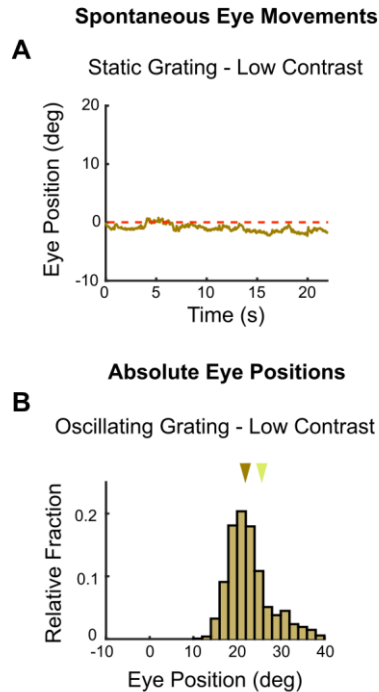 Spontaneous Eye Movements
A
Static Grating - Low Contrast
Eye Position (deg)
20
10
0
-10
0 5 10 15 20
Time (s)
Absolute Eye Positions
B
Oscillating Grating - Low Contrast
Relative Fraction
0.2
0.1
0
-10 0 10 20 30 40
Eye Position (deg)